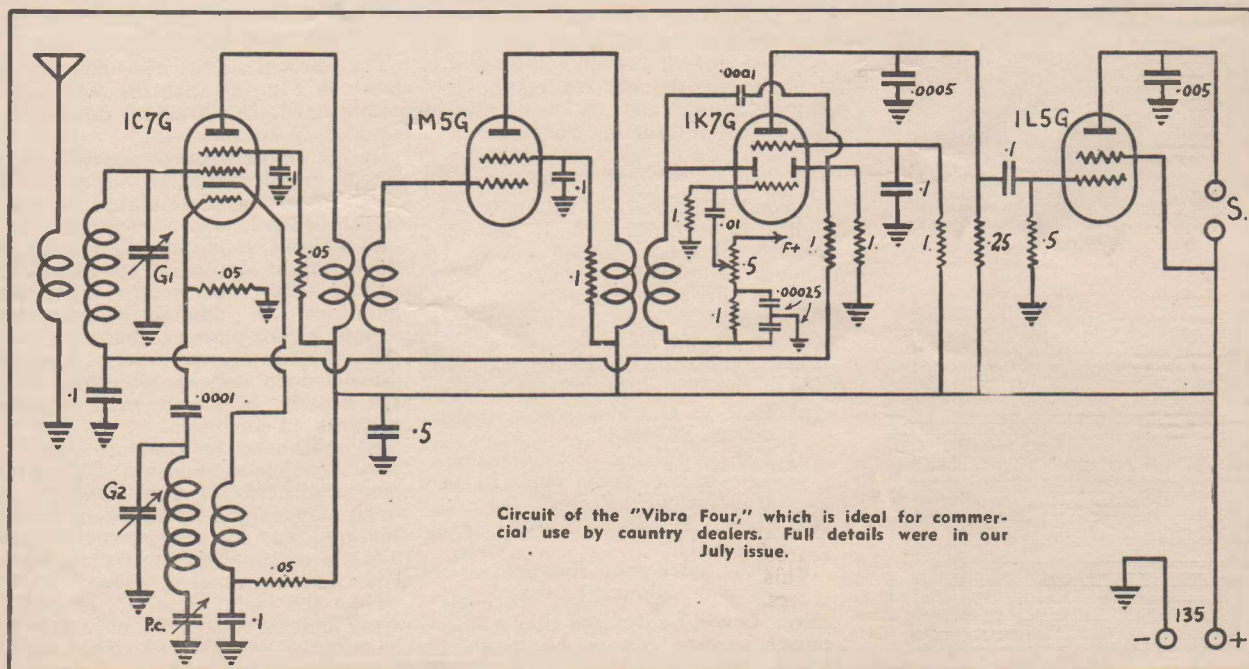 1C7G
1M5G
1K7G
1L5G
.0001
.0005
.005
.1
.1
.1
.1
S.
G1
.05
.05
.1
1.
.01
.5
F+
1.
1.
1.
.25
.5
.00025
.1
.1
.0001
.5
G2
.05
P.c.
.1
Circuit of the "Vibra Four," which is ideal for commer-
cial use by cauntry dealers. Full details were in our
July issue.
135
- +